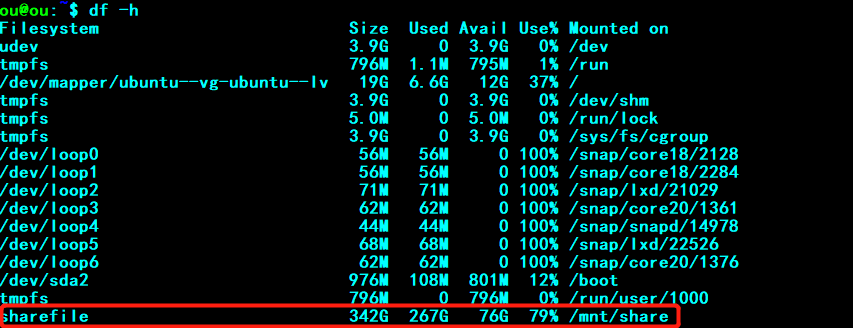 ou@ou:~$ df -h
Filesystem Size Used Avail Use% Mounted on
udev 3.9G 0 3.9G 0% /dev
tmpfs 796M 1.1M 795M 1% /run
/dev/mapper/ubuntu--vg-ubuntu--lv 19G 6.6G 12G 37% /
tmpfs 3.9G 0 3.9G 0% /dev/shm
tmpfs 5.0M 0 5.0M 0% /run/lock
tmpfs 3.9G 0 3.9G 0% /sys/fs/cgroup
/dev/loop0 56M 56M 0 100% /snap/core18/2128
/dev/loop1 56M 56M 0 100% /snap/core18/2284
/dev/loop2 71M 71M 0 100% /snap/lxd/21029
/dev/loop3 62M 62M 0 100% /snap/core20/1361
/dev/loop4 44M 44M 0 100% /snap/snapd/14978
/dev/loop5 68M 68M 0 100% /snap/lxd/22526
/dev/loop6 62M 62M 0 100% /snap/core20/1376
/dev/sda2 976M 108M 801M 12% /boot
tmpfs 796M 0 796M 0% /run/user/1000
sharefile 342G 267G 76G 79% /mnt/share